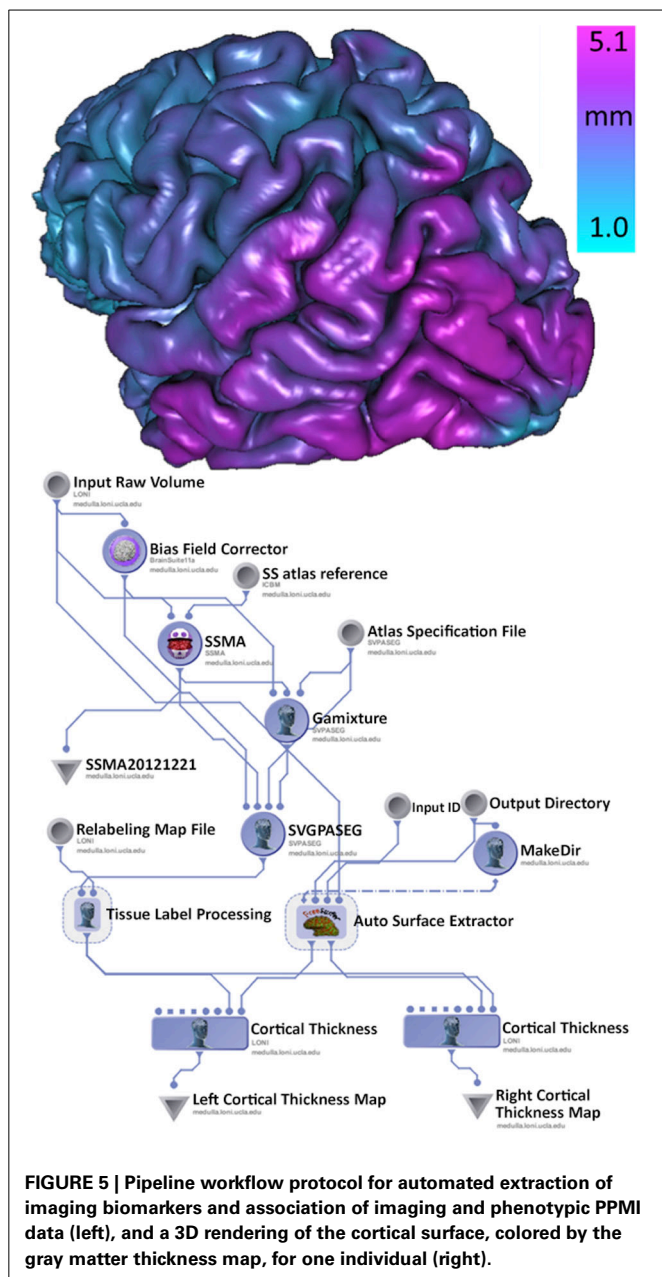 5.1
mm
1.0
Input Raw Volume
LONI
medulla.loni.ucla.edu
Bias Field Corrector
BrainSuite11a
medulla.loni.ucla.edu
SS atlas reference
ICBM
medulla.loni.ucla.edu
SSMA
SSMA
medulla.loni.ucla.edu
Atlas Specification File
SVPASEG
medulla.loni.ucla.edu
Gamixture
SVPASEG
medulla.loni.ucla.edu
SSMA20121221
medulla.loni.ucla.edu
Input ID
Output Directory
Relabeling Map File
LONI
medulla.loni.ucla.edu
SVGPASEG
SVPASEG
medulla.loni.ucla.edu
MakeDir
medulla.loni.ucla.edu
Tissue Label Processing
Auto Surface Extractor
Cortical Thickness
LONI
medulla.loni.ucla.edu
Cortical Thickness
LONI
medulla.loni.ucla.edu
Left Cortical Thickness Map
medulla.loni.ucla.edu
Right Cortical
Thickness Map
medulla.loni.ucla.edu
FIGURE 5 | Pipeline workflow protocol for automated extraction of
imaging biomarkers and association of imaging and phenotypic PPMI
data (left), and a 3D rendering of the cortical surface, colored by the
gray matter thickness map, for one individual (right).